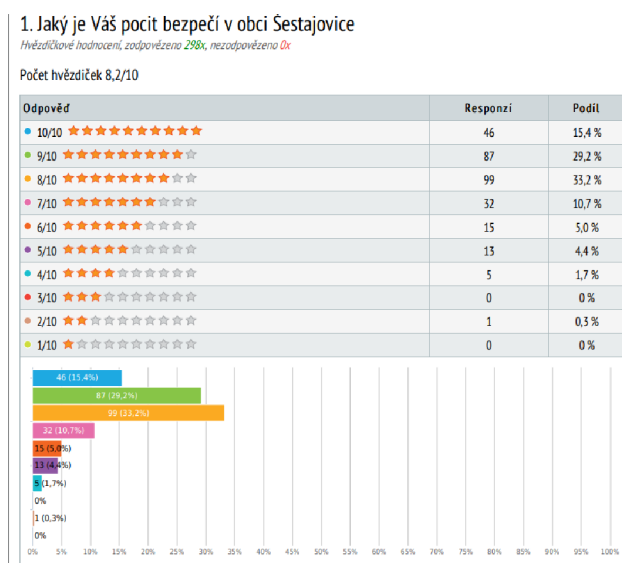 1. Jaký je Váš pocit bezpečí v obci Šestajovice
Hvězdičkové hodnocení, zodpovězeno 298x, nezodpovězeno 0x
Počet hvězdiček 8,2/10
Odpověď Responzí Podíl
10/10 46 15,4 %
9/10 87 29,2 %
8/10 99 33,2 %
7/10 32 10,7 %
6/10 15 5,0 %
5/10 13 4,4 %
4/10 5 1,7 %
3/10 0 0 %
2/10 1 0,3 %
1/10 0 0 %
46 (15,4%)
87 (29,2%)
99 (33,2%)
32 (10,7%)
15 (5,0%)
13 (4,4%)
5 (1,7%)
0%
1 (0,3%)
0%
0% 5% 10% 15% 20% 25% 30% 35% 40% 45% 50% 55% 60% 65% 70% 75% 80% 85% 90% 95% 100%